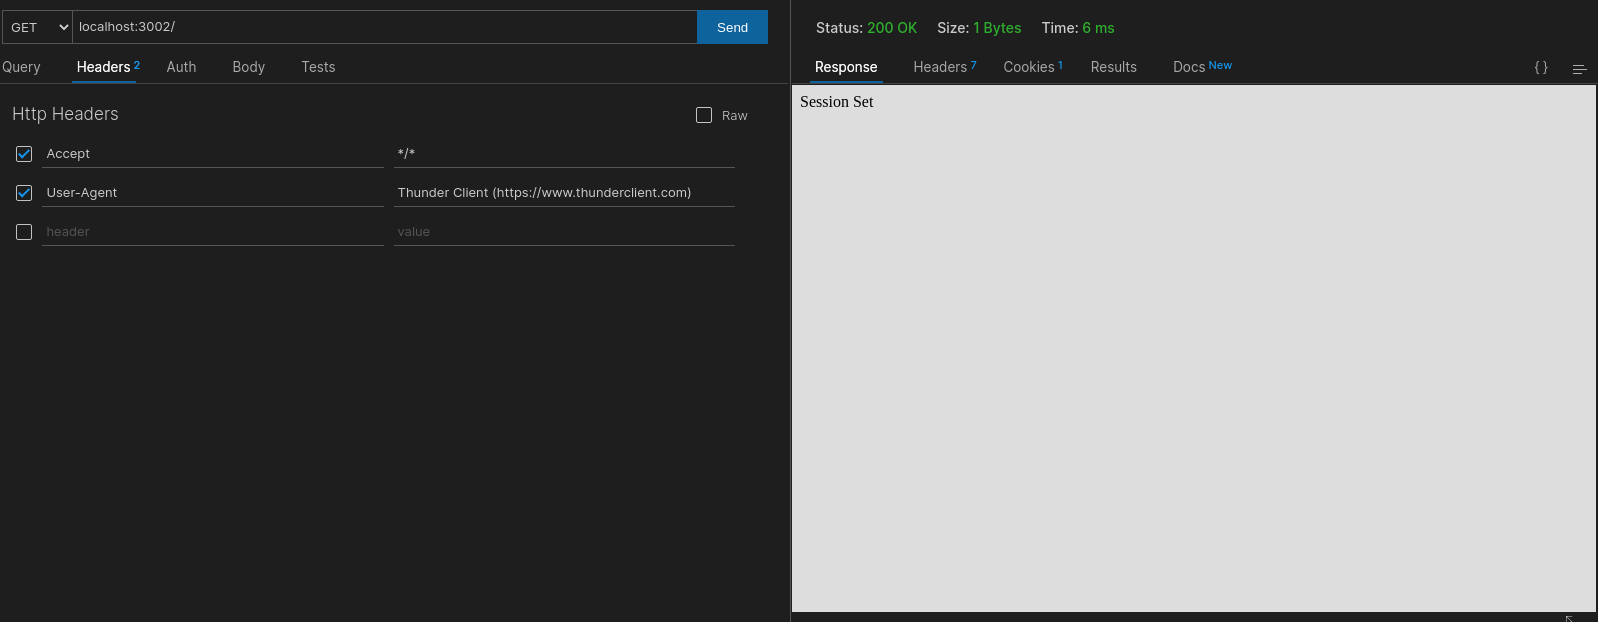 GET localhost:3002/ Send
Query Headers 2 Auth Body Tests
Http Headers Raw
Accept */*
User-Agent Thunder Client (https://www.thunderclient.com)
header value
Status: 200 OK Size: 1 Bytes Time: 6 ms
Response Headers 7 Cookies 1 Results Docs New { }
Session Set